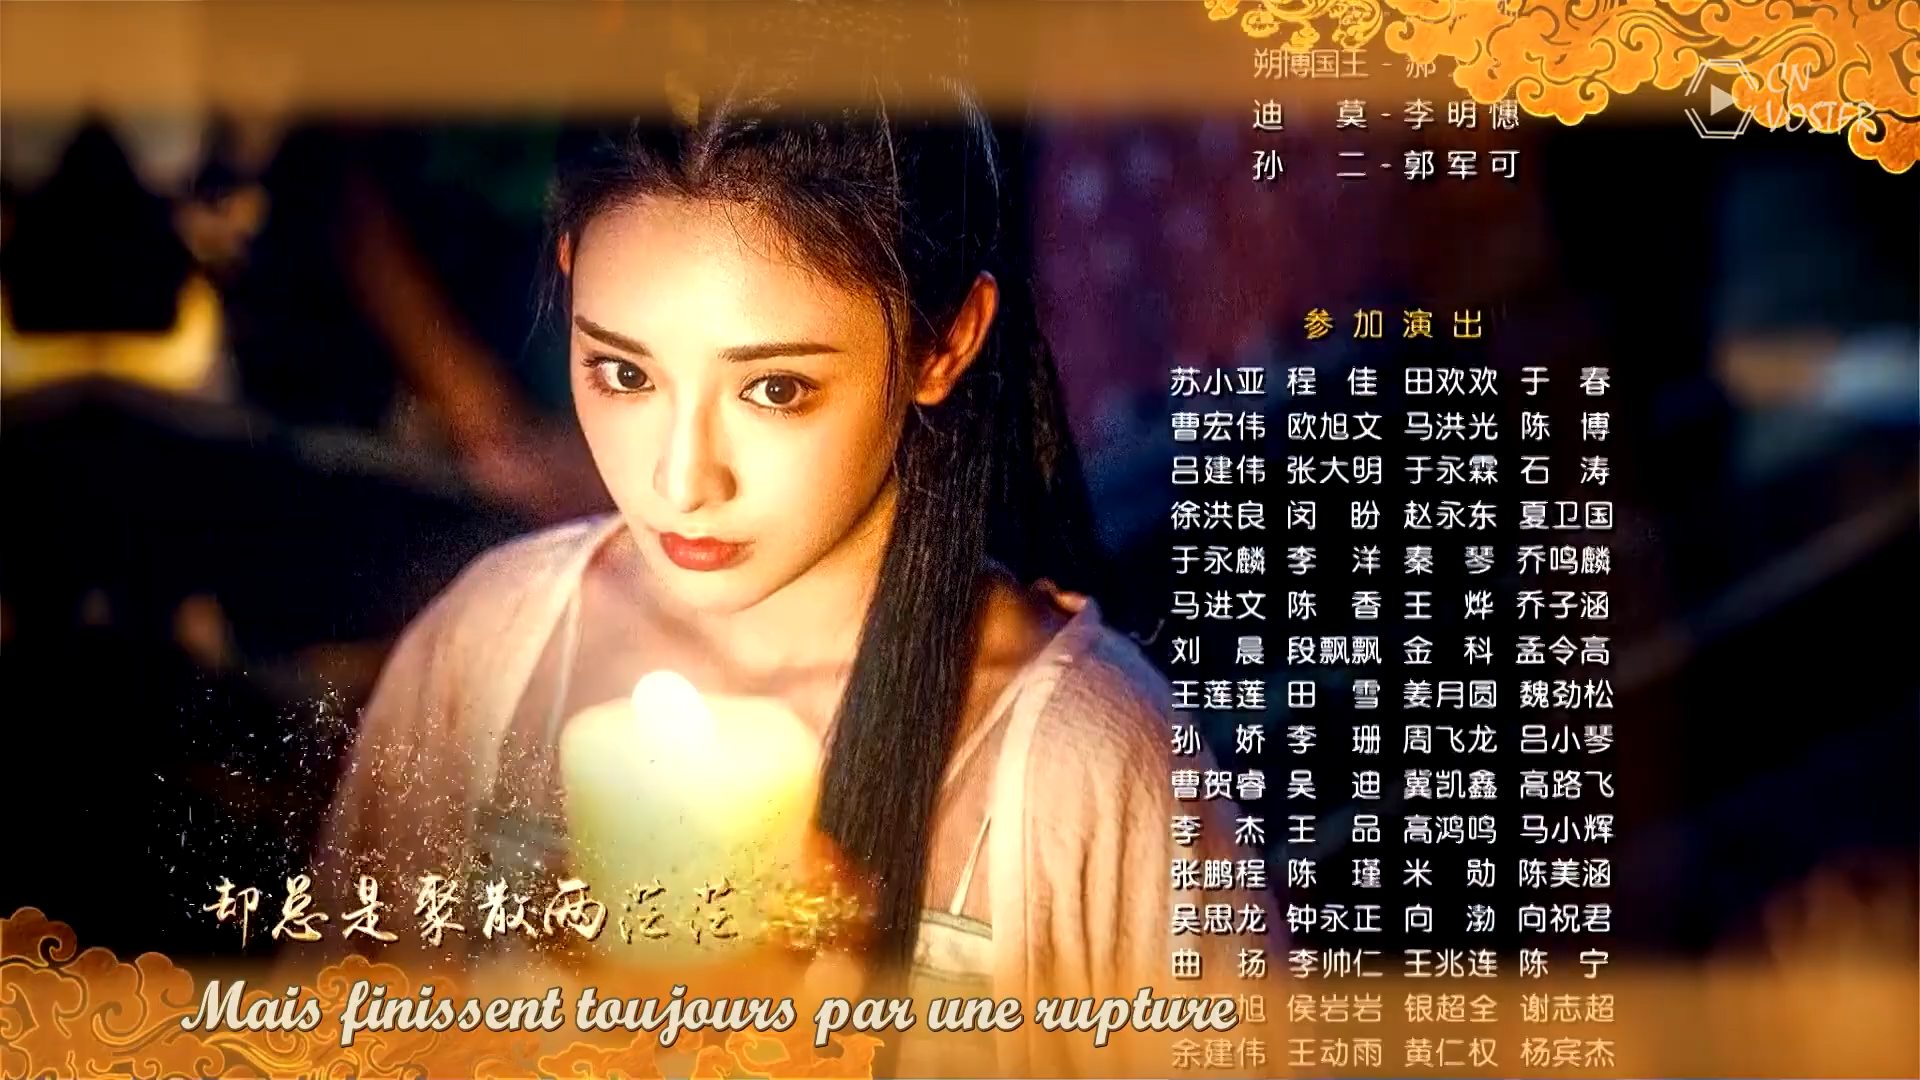 朔博国王 - 郝
CN
VOSTFR
迪 莫 - 李明憓
孙 二 - 郭军可
参加演出
苏小亚 程 佳 田欢欢 于 春
曹宏伟 欧旭文 马洪光 陈 博
吕建伟 张大明 于永霖 石 涛
徐洪良 闵 盼 赵永东 夏卫国
于永麟 李 洋 秦 琴 乔鸣麟
马进文 陈 香 王 烨 乔子涵
刘 晨 段飘飘 金 科 孟令高
王莲莲 田 雪 姜月圆 魏劲松
孙 娇 李 珊 周飞龙 吕小琴
曹贺睿 吴 迪 冀凯鑫 高路飞
李 杰 王 品 高鸿鸣 马小辉
张鹏程 陈 瑾 米 勋 陈美涵
吴思龙 钟永正 向 渤 向祝君
曲 扬 李帅仁 王兆连 陈 宁
旭 侯岩岩 银超全 谢志超
余建伟 王动雨 黄仁权 杨宾杰
却总是聚散两茫茫
Mais finissent toujours par une rupture